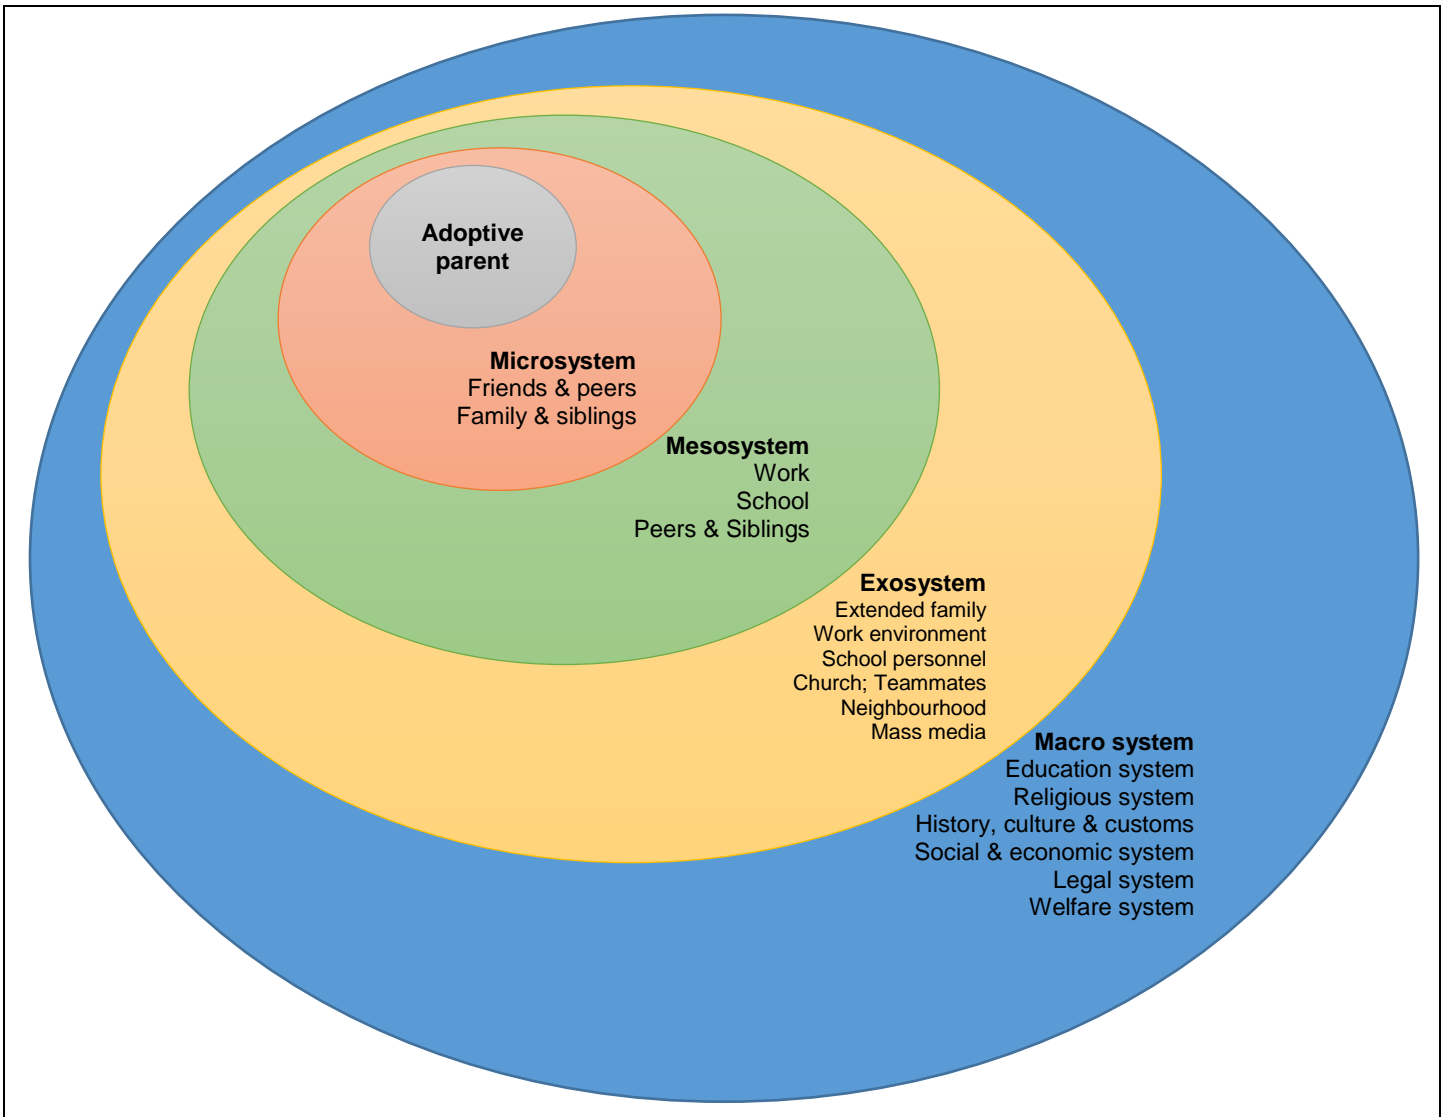 Adoptive
parent
Microsystem
Friends & peers
Family & siblings
Mesosystem
Work
School
Peers & Siblings
Exosystem
Extended family
Work environment
School personnel
Church; Teammates
Neighbourhood
Mass media
Macro system
Education system
Religious system
History, culture & customs
Social & economic system
Legal system
Welfare system